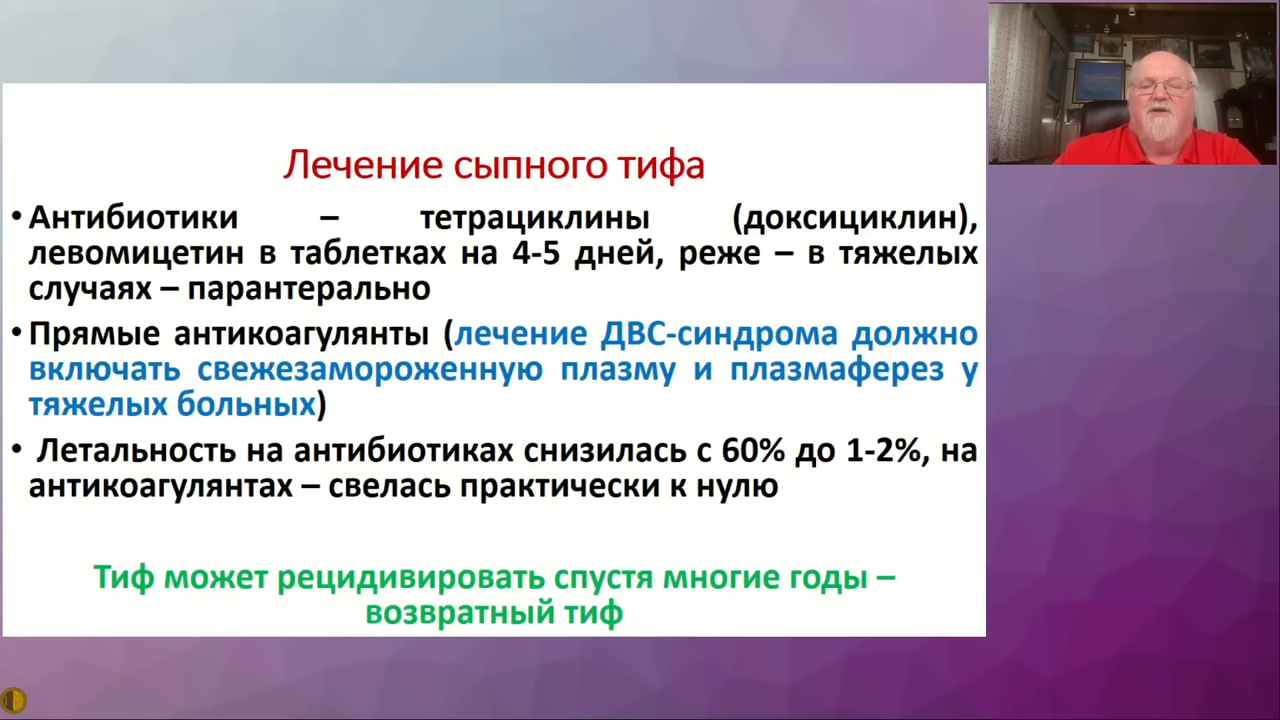 Лечение сыпного тифа
• Антибиотики – тетрациклины (доксициклин),
левомицетин в таблетках на 4-5 дней, реже – в тяжелых
случаях – парантерально
• Прямые антикоагулянты (лечение ДВС-синдрома должно
включать свежезамороженную плазму и плазмаферез у
тяжелых больных)
• Летальность на антибиотиках снизилась с 60% до 1-2%, на
антикоагулянтах – свелась практически к нулю
Тиф может рецидивировать спустя многие годы –
возвратный тиф